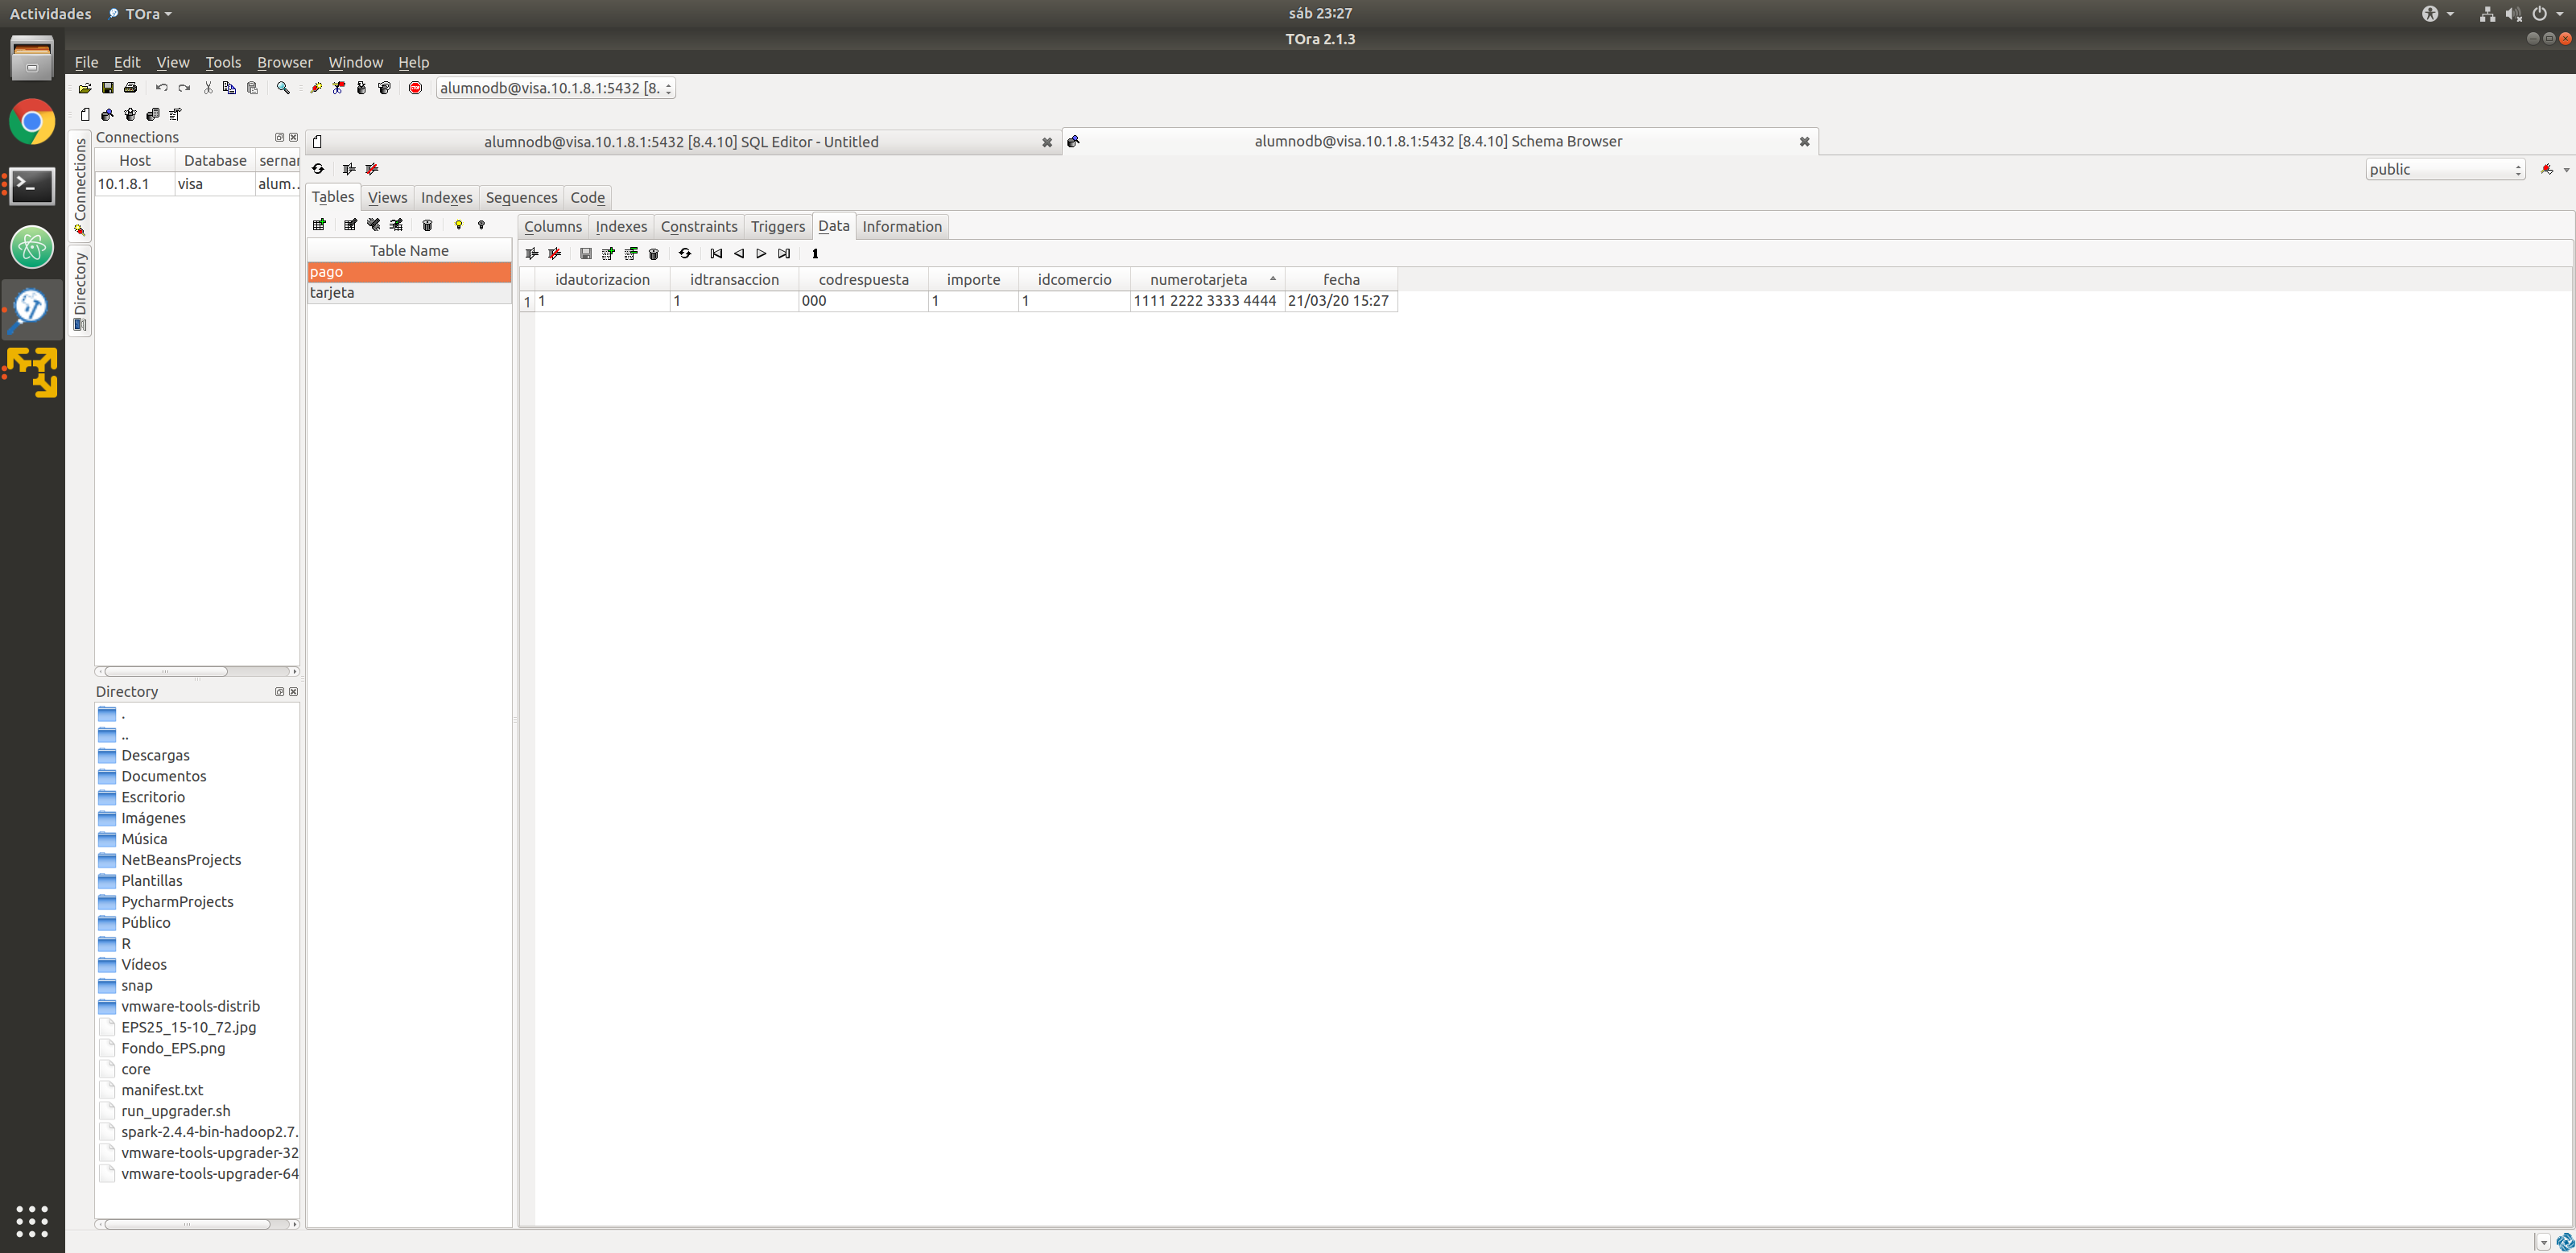 Actividades TOra sáb 23:27
TOra 2.1.3
File Edit View Tools Browser Window Help
alumnodb@visa.10.1.8.1:5432 [8.
Connections
Directory
Connections
Host Database sernar
10.1.8.1 visa alum...
alumnodb@visa.10.1.8.1:5432 [8.4.10] SQL Editor - Untitled
alumnodb@visa.10.1.8.1:5432 [8.4.10] Schema Browser
public
Tables Views Indexes Sequences Code
Columns Indexes Constraints Triggers Data Information
Table Name
pago
tarjeta
idautorizacion idtransaccion codrespuesta importe idcomercio numerotarjeta fecha
1 1 1 000 1 1 1111 2222 3333 4444 21/03/20 15:27
Directory
.
..
Descargas
Documentos
Escritorio
Imágenes
Música
NetBeansProjects
Plantillas
PycharmProjects
Público
R
Vídeos
snap
vmware-tools-distrib
EPS25_15-10_72.jpg
Fondo_EPS.png
core
manifest.txt
run_upgrader.sh
spark-2.4.4-bin-hadoop2.7.
vmware-tools-upgrader-32
vmware-tools-upgrader-64